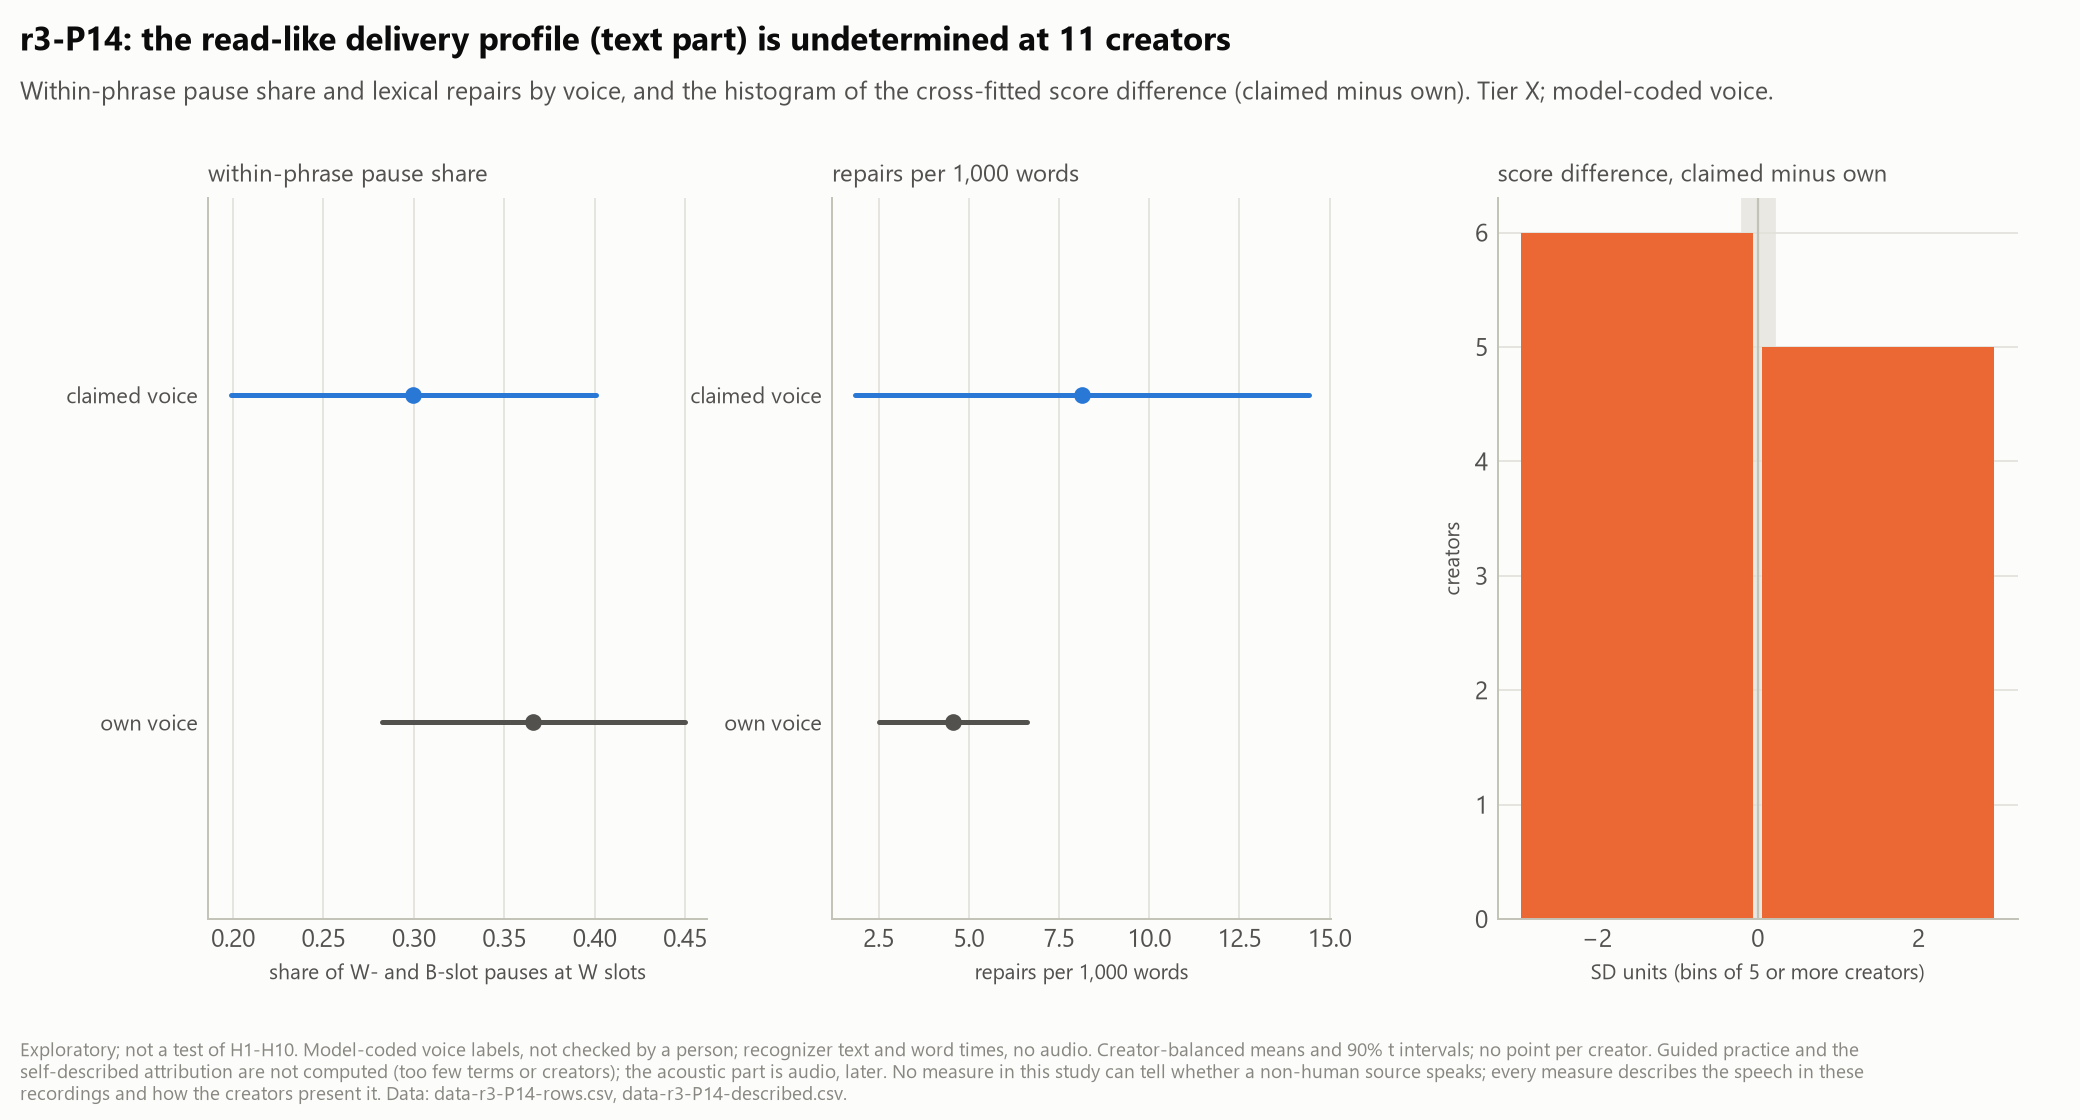 r3-P14: the read-like delivery profile (text part) is undetermined at 11 creators
Within-phrase pause share and lexical repairs by voice, and the histogram of the cross-fitted score difference (claimed minus own). Tier X; model-coded voice.
within-phrase pause share
claimed voice
own voice
0.20 0.25 0.30 0.35 0.40 0.45
share of W- and B-slot pauses at W slots
repairs per 1,000 words
claimed voice
own voice
2.5 5.0 7.5 10.0 12.5 15.0
repairs per 1,000 words
score difference, claimed minus own
creators
6
5
4
3
2
1
0
−2 0 2
SD units (bins of 5 or more creators)
Exploratory; not a test of H1-H10. Model-coded voice labels, not checked by a person; recognizer text and word times, no audio. Creator-balanced means and 90% t intervals; no point per creator. Guided practice and the
self-described attribution are not computed (too few terms or creators); the acoustic part is audio, later. No measure in this study can tell whether a non-human source speaks; every measure describes the speech in these
recordings and how the creators present it. Data: data-r3-P14-rows.csv, data-r3-P14-described.csv.